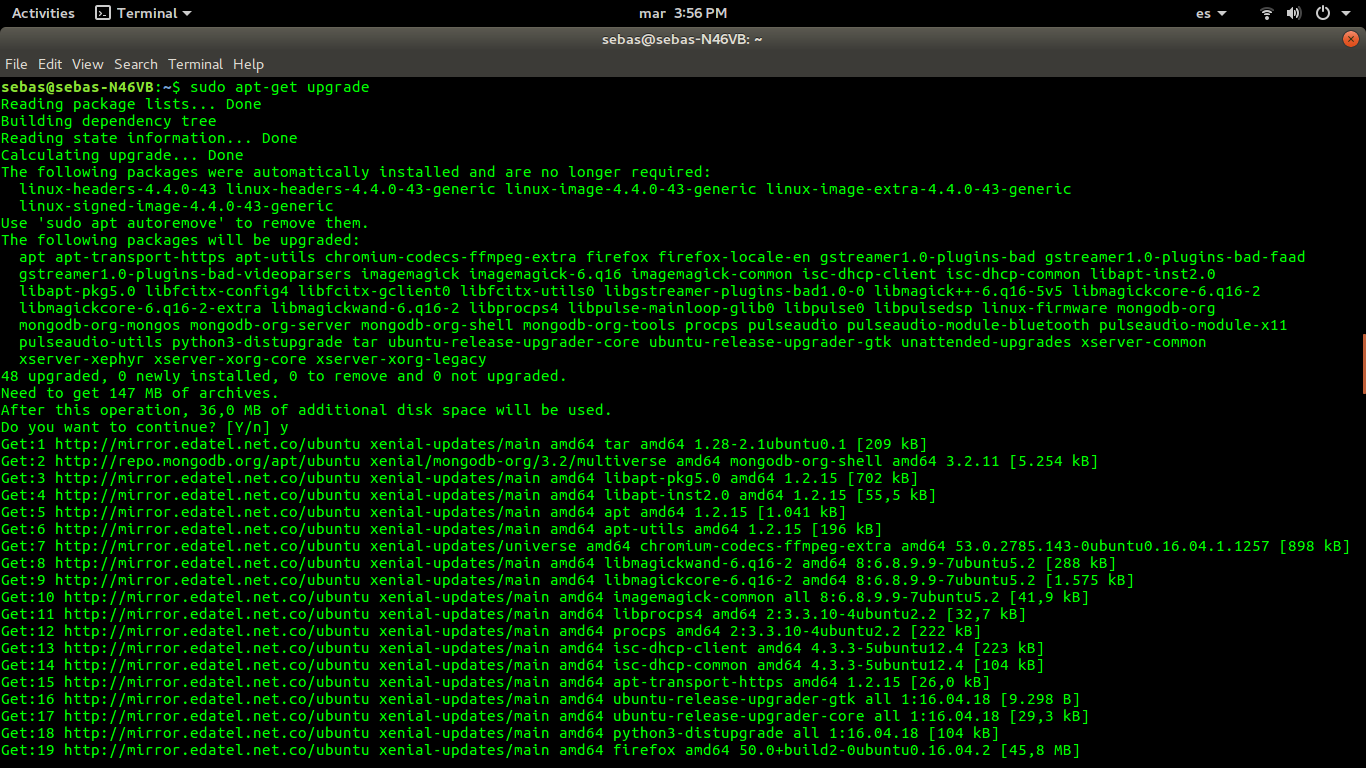 Activities Terminal mar 3:56 PM es
sebas@sebas-N46VB: ~
File Edit View Search Terminal Help
sebas@sebas-N46VB:~$ sudo apt-get upgrade
Reading package lists... Done
Building dependency tree
Reading state information... Done
Calculating upgrade... Done
The following packages were automatically installed and are no longer required:
  linux-headers-4.4.0-43 linux-headers-4.4.0-43-generic linux-image-4.4.0-43-generic linux-image-extra-4.4.0-43-generic
  linux-signed-image-4.4.0-43-generic
Use 'sudo apt autoremove' to remove them.
The following packages will be upgraded:
  apt apt-transport-https apt-utils chromium-codecs-ffmpeg-extra firefox firefox-locale-en gstreamer1.0-plugins-bad gstreamer1.0-plugins-bad-faad
  gstreamer1.0-plugins-bad-videoparsers imagemagick imagemagick-6.q16 imagemagick-common isc-dhcp-client isc-dhcp-common libapt-inst2.0
  libapt-pkg5.0 libfcitx-config4 libfcitx-gclient0 libfcitx-utils0 libgstreamer-plugins-bad1.0-0 libmagick++-6.q16-5v5 libmagickcore-6.q16-2
  libmagickcore-6.q16-2-extra libmagickwand-6.q16-2 libprocps4 libpulse-mainloop-glib0 libpulse0 libpulsedsp linux-firmware mongodb-org
  mongodb-org-mongos mongodb-org-server mongodb-org-shell mongodb-org-tools procps pulseaudio pulseaudio-module-bluetooth pulseaudio-module-x11
  pulseaudio-utils python3-distupgrade tar ubuntu-release-upgrader-core ubuntu-release-upgrader-gtk unattended-upgrades xserver-common
  xserver-xephyr xserver-xorg-core xserver-xorg-legacy
48 upgraded, 0 newly installed, 0 to remove and 0 not upgraded.
Need to get 147 MB of archives.
After this operation, 36,0 MB of additional disk space will be used.
Do you want to continue? [Y/n] y
Get:1 http://mirror.edatel.net.co/ubuntu xenial-updates/main amd64 tar amd64 1.28-2.1ubuntu0.1 [209 kB]
Get:2 http://repo.mongodb.org/apt/ubuntu xenial/mongodb-org/3.2/multiverse amd64 mongodb-org-shell amd64 3.2.11 [5.254 kB]
Get:3 http://mirror.edatel.net.co/ubuntu xenial-updates/main amd64 libapt-pkg5.0 amd64 1.2.15 [702 kB]
Get:4 http://mirror.edatel.net.co/ubuntu xenial-updates/main amd64 libapt-inst2.0 amd64 1.2.15 [55,5 kB]
Get:5 http://mirror.edatel.net.co/ubuntu xenial-updates/main amd64 apt amd64 1.2.15 [1.041 kB]
Get:6 http://mirror.edatel.net.co/ubuntu xenial-updates/main amd64 apt-utils amd64 1.2.15 [196 kB]
Get:7 http://mirror.edatel.net.co/ubuntu xenial-updates/universe amd64 chromium-codecs-ffmpeg-extra amd64 53.0.2785.143-0ubuntu0.16.04.1.1257 [898 kB]
Get:8 http://mirror.edatel.net.co/ubuntu xenial-updates/main amd64 libmagickwand-6.q16-2 amd64 8:6.8.9.9-7ubuntu5.2 [288 kB]
Get:9 http://mirror.edatel.net.co/ubuntu xenial-updates/main amd64 libmagickcore-6.q16-2 amd64 8:6.8.9.9-7ubuntu5.2 [1.575 kB]
Get:10 http://mirror.edatel.net.co/ubuntu xenial-updates/main amd64 imagemagick-common all 8:6.8.9.9-7ubuntu5.2 [41,9 kB]
Get:11 http://mirror.edatel.net.co/ubuntu xenial-updates/main amd64 libprocps4 amd64 2:3.3.10-4ubuntu2.2 [32,7 kB]
Get:12 http://mirror.edatel.net.co/ubuntu xenial-updates/main amd64 procps amd64 2:3.3.10-4ubuntu2.2 [222 kB]
Get:13 http://mirror.edatel.net.co/ubuntu xenial-updates/main amd64 isc-dhcp-client amd64 4.3.3-5ubuntu12.4 [223 kB]
Get:14 http://mirror.edatel.net.co/ubuntu xenial-updates/main amd64 isc-dhcp-common amd64 4.3.3-5ubuntu12.4 [104 kB]
Get:15 http://mirror.edatel.net.co/ubuntu xenial-updates/main amd64 apt-transport-https amd64 1.2.15 [26,0 kB]
Get:16 http://mirror.edatel.net.co/ubuntu xenial-updates/main amd64 ubuntu-release-upgrader-gtk all 1:16.04.18 [9.298 B]
Get:17 http://mirror.edatel.net.co/ubuntu xenial-updates/main amd64 ubuntu-release-upgrader-core all 1:16.04.18 [29,3 kB]
Get:18 http://mirror.edatel.net.co/ubuntu xenial-updates/main amd64 python3-distupgrade all 1:16.04.18 [104 kB]
Get:19 http://mirror.edatel.net.co/ubuntu xenial-updates/main amd64 firefox amd64 50.0+build2-0ubuntu0.16.04.2 [45,8 MB]